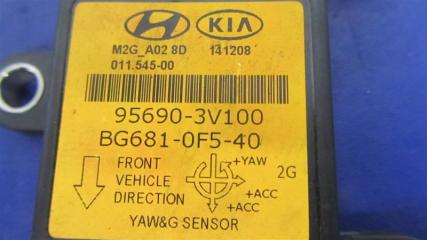 KIA
M2G_A02 8D 141208
011.545-00
95690-3V100
BG681-0F5-40
FRONT
VEHICLE
DIRECTION
+YAW
2G
+ACC
+ACC
YAW&G SENSOR